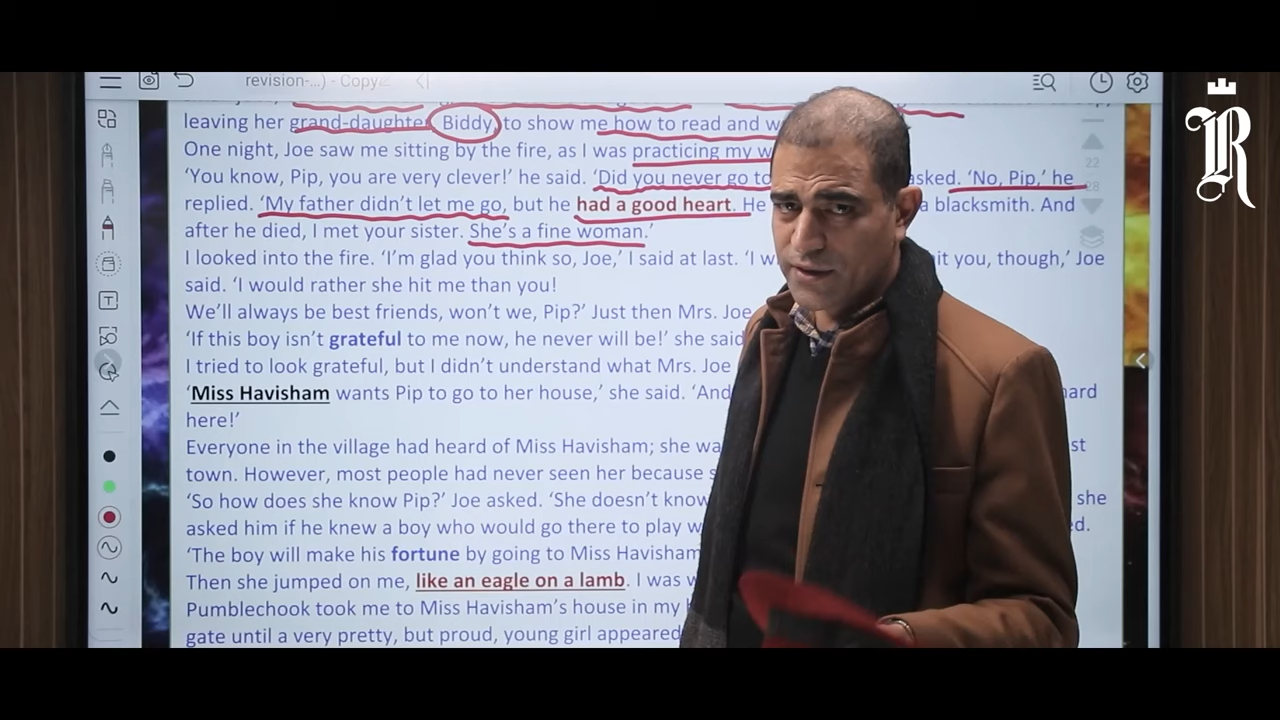 revision-...) - Copy
leaving her grand-daughter Biddy, to show me how to read and
One night, Joe saw me sitting by the fire, as I was practicing my
‘You know, Pip, you are very clever!’ he said. ‘Did you never go to asked. ‘No, Pip,’ he
22
28
replied. ‘My father didn’t let me go, but he had a good heart. He a blacksmith. And
after he died, I met your sister. She’s a fine woman.’
I looked into the fire. ‘I’m glad you think so, Joe,’ I said at last. ‘I hit you, though,’ Joe
said. ‘I would rather she hit me than you!
We’ll always be best friends, won’t we, Pip?’ Just then Mrs. Joe
‘If this boy isn’t grateful to me now, he never will be!’ she said
I tried to look grateful, but I didn’t understand what Mrs. Joe
‘Miss Havisham wants Pip to go to her house,’ she said. ‘And hard
here!’
Everyone in the village had heard of Miss Havisham; she
town. However, most people had never seen her because
‘So how does she know Pip?’ Joe asked. ‘She doesn’t know she
asked him if he knew a boy who would go there to play
‘The boy will make his fortune by going to Miss Havisham
Then she jumped on me, like an eagle on a lamb. I was
Pumblechook took me to Miss Havisham’s house in my
gate until a very pretty, but proud, young girl appeared
R